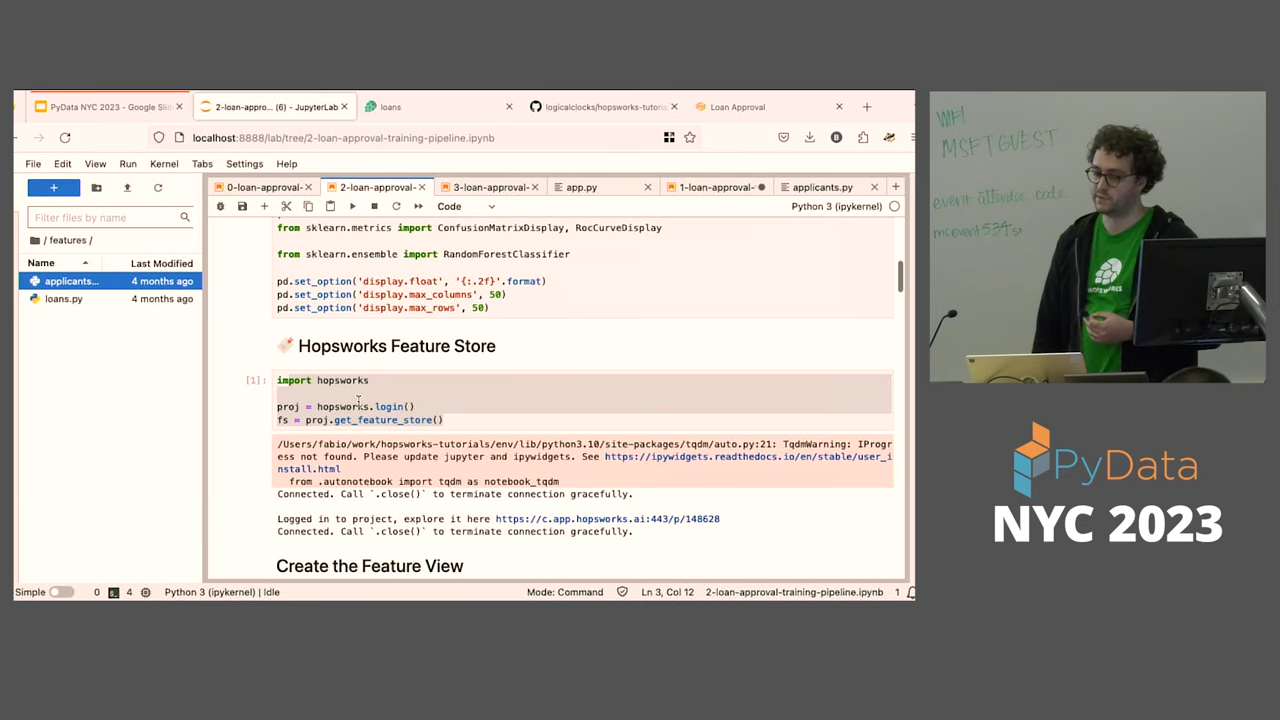 PyData NYC 2023 - Google Slid
2-loan-appro... (6) - JupyterLab
loans
logicalclocks/hopsworks-tutoria
Loan Approval
localhost:8888/lab/tree/2-loan-approval-training-pipeline.ipynb
File Edit View Run Kernel Tabs Settings Help
0-loan-approval-
2-loan-approval-
3-loan-approval-
app.py
1-loan-approval-
applicants.py
Filter files by name
Code
Python 3 (ipykernel)
/ features /
Name
Last Modified
applicants...
4 months ago
loans.py
4 months ago
from sklearn.metrics import ConfusionMatrixDisplay, RocCurveDisplay
from sklearn.ensemble import RandomForestClassifier
pd.set_option('display.float', '{:.2f}'.format)
pd.set_option('display.max_columns', 50)
pd.set_option('display.max_rows', 50)
Hopsworks Feature Store
[1]:
import hopsworks
proj = hopsworks.login()
fs = proj.get_feature_store()
/Users/fabio/work/hopsworks-tutorials/env/lib/python3.10/site-packages/tqdm/auto.py:21: TqdmWarning: IProgr
ess not found. Please update jupyter and ipywidgets. See https://ipywidgets.readthedocs.io/en/stable/user_i
nstall.html
from .autonotebook import tqdm as notebook_tqdm
Connected. Call `.close()` to terminate connection gracefully.
Logged in to project, explore it here https://c.app.hopsworks.ai:443/p/148628
Connected. Call `.close()` to terminate connection gracefully.
Create the Feature View
Simple
0
4
Python 3 (ipykernel) | Idle
Mode: Command
Ln 3, Col 12
2-loan-approval-training-pipeline.ipynb
1
MSFTGUEST
event attendee code
HOPSWORKS
PyData
NYC 2023